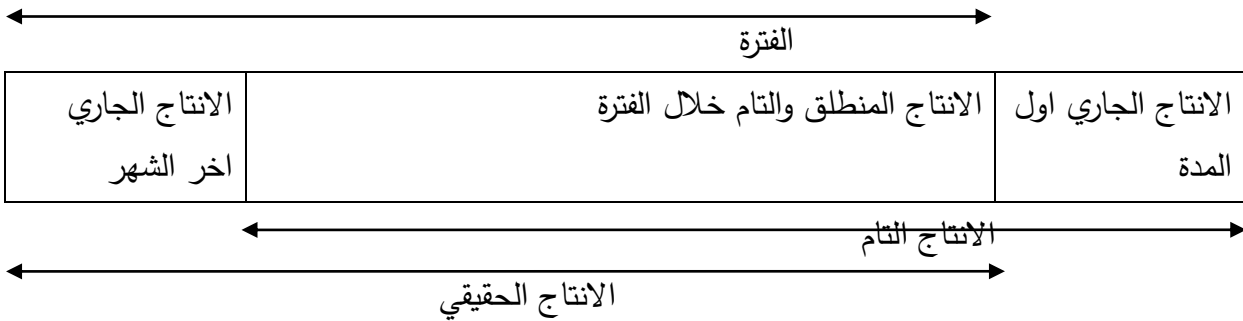 الفترة
الانتاج الجاري اول
المدة
الانتاج المنطلق والتام خلال الفترة
الانتاج الجاري
اخر الشهر
الانتاج التام
الانتاج الحقيقي